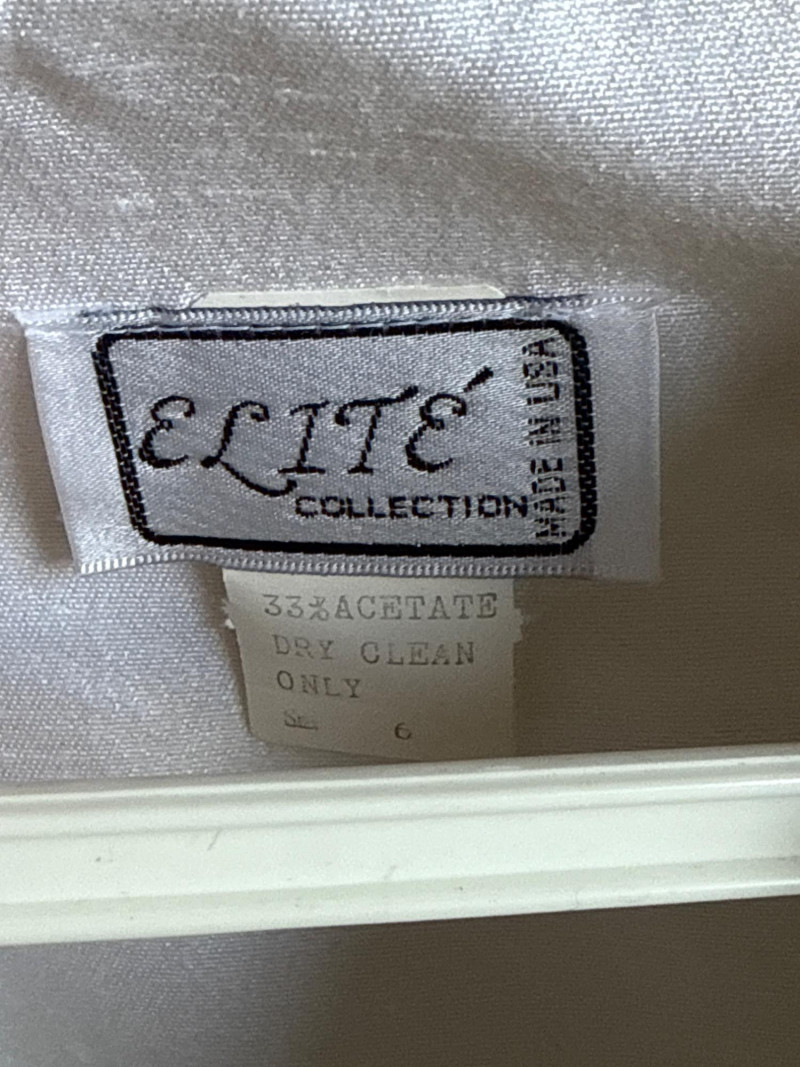 ELITÉ
COLLECTION
MADE IN USA
33%ACETATE
DRY CLEAN
ONLY
6